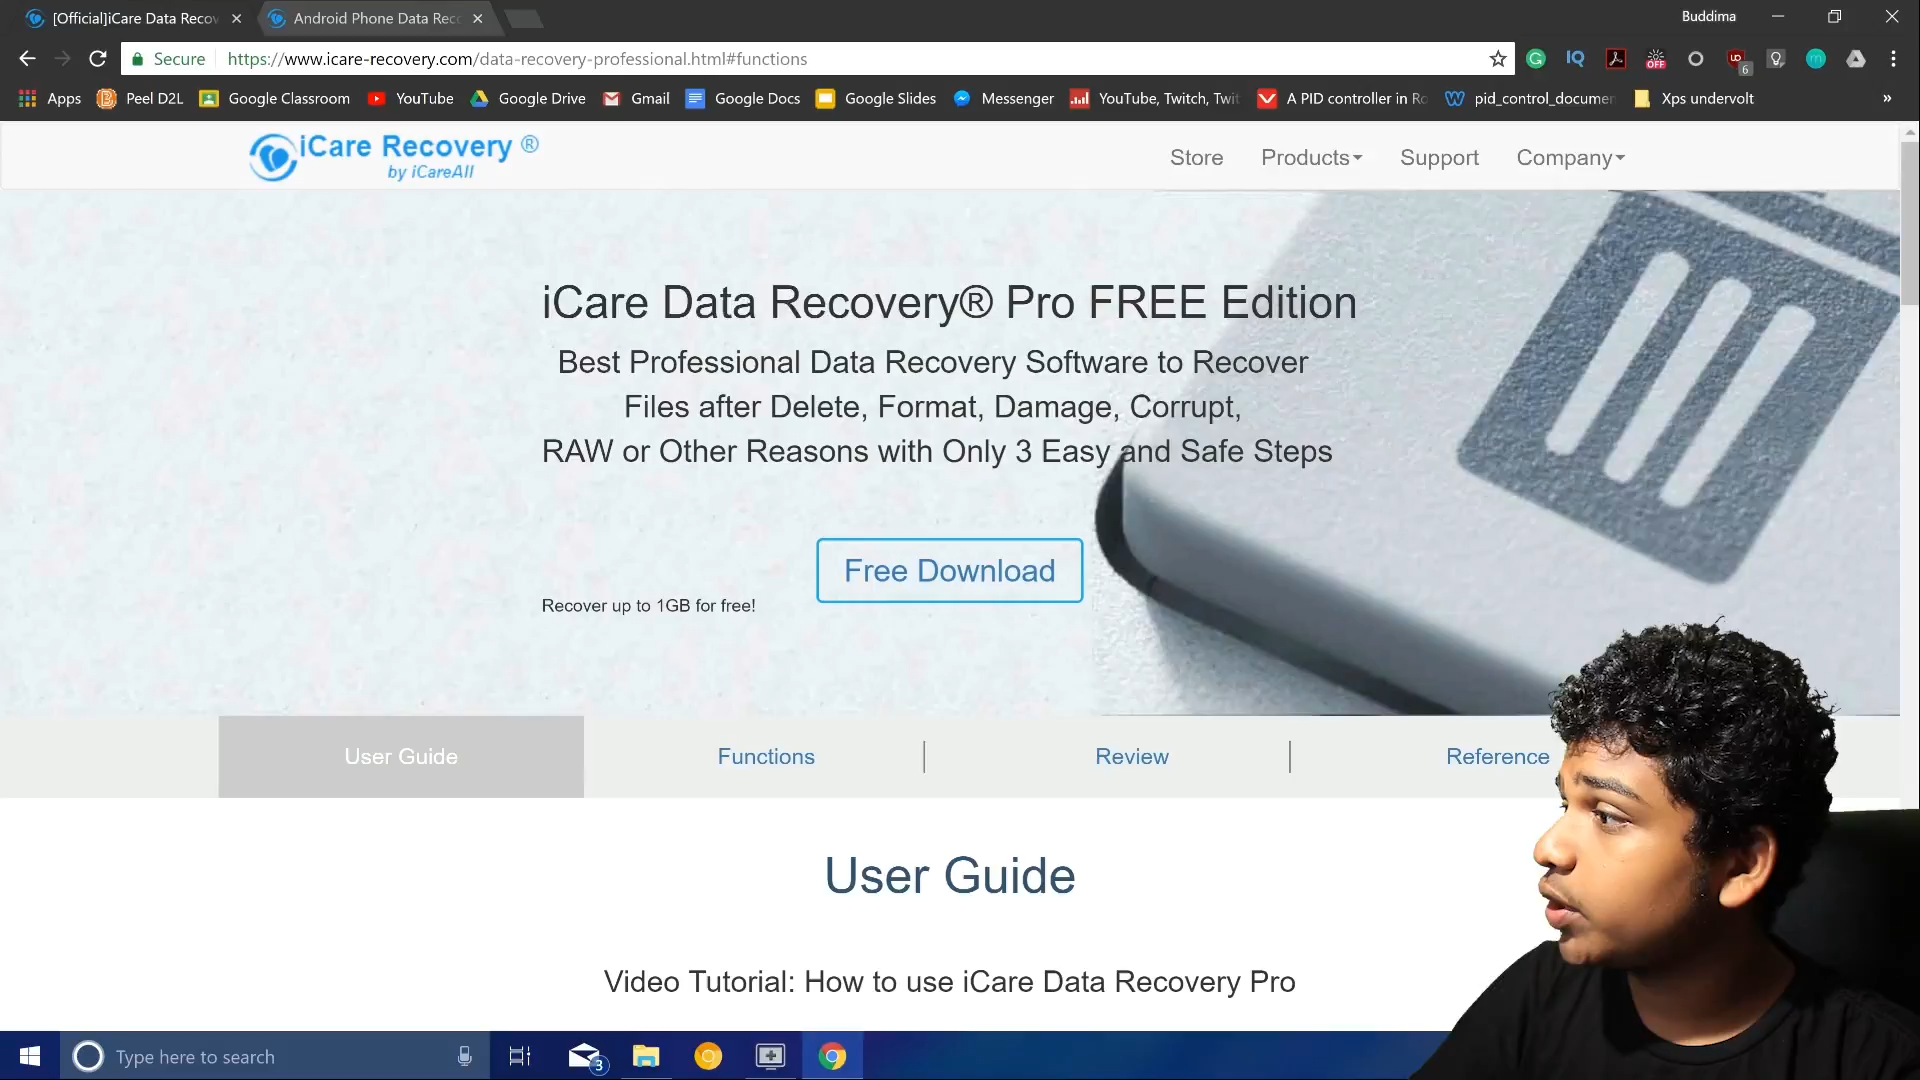 [Official]iCare Data Recov
Android Phone Data Rec
Buddima
Secure
https://www.icare-recovery.com/data-recovery-professional.html#functions
IQ
OFF
6
Apps
Peel D2L
Google Classroom
YouTube
Google Drive
Gmail
Google Docs
Google Slides
Messenger
YouTube, Twitch, Twit
A PID controller in Ro
pid_control_documen
Xps undervolt
»
iCare Recovery ®
by iCareAll
Store
Products
Support
Company
iCare Data Recovery® Pro FREE Edition
Best Professional Data Recovery Software to Recover
Files after Delete, Format, Damage, Corrupt,
RAW or Other Reasons with Only 3 Easy and Safe Steps
Free Download
Recover up to 1GB for free!
User Guide
Functions
Review
Reference
User Guide
Video Tutorial: How to use iCare Data Recovery Pro
Type here to search
3